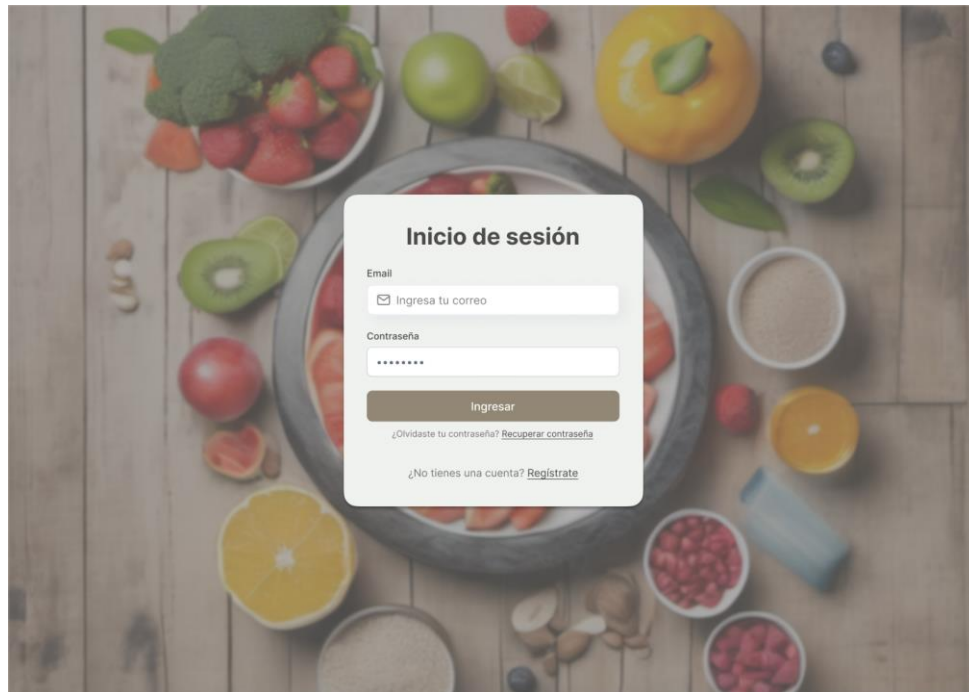 Inicio de sesión
Email
Ingresa tu correo
Contraseña
••••••••
Ingresar
¿Olvidaste tu contraseña? Recuperar contraseña
¿No tienes una cuenta? Regístrate